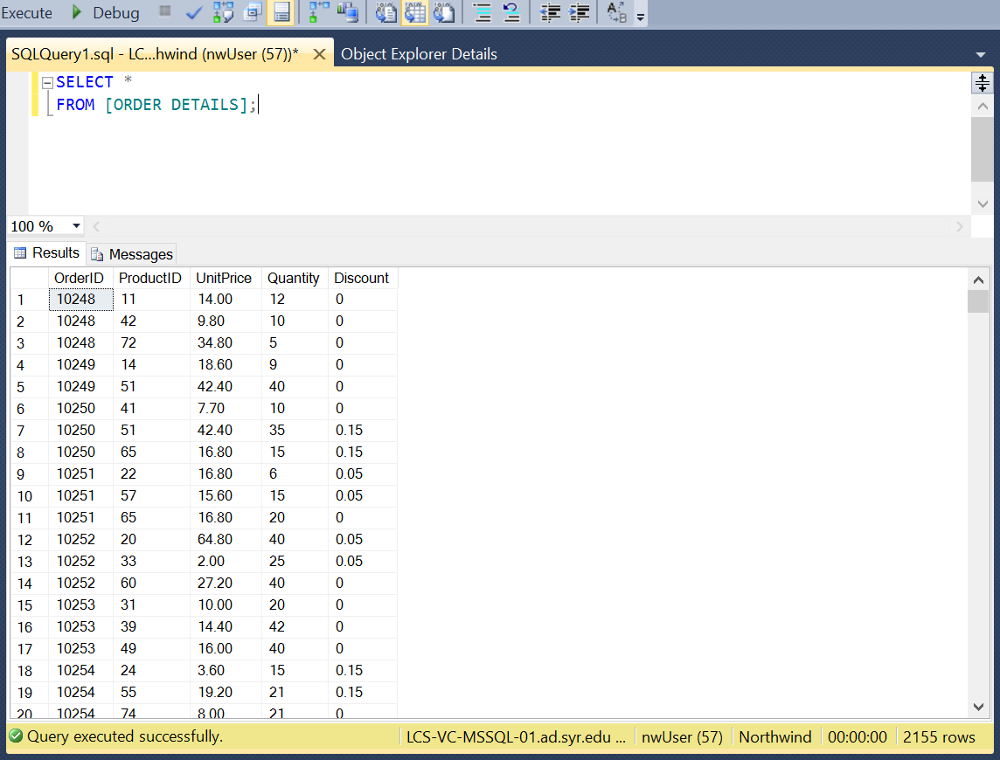 Execute Debug
SQLQuery1.sql - LC...hwind (nwUser (57))* Object Explorer Details
SELECT *
FROM [ORDER DETAILS];
100 %
Results Messages
OrderID ProductID UnitPrice Quantity Discount
1 10248 11 14.00 12 0
2 10248 42 9.80 10 0
3 10248 72 34.80 5 0
4 10249 14 18.60 9 0
5 10249 51 42.40 40 0
6 10250 41 7.70 10 0
7 10250 51 42.40 35 0.15
8 10250 65 16.80 15 0.15
9 10251 22 16.80 6 0.05
10 10251 57 15.60 15 0.05
11 10251 65 16.80 20 0
12 10252 20 64.80 40 0.05
13 10252 33 2.00 25 0.05
14 10252 60 27.20 40 0
15 10253 31 10.00 20 0
16 10253 39 14.40 42 0
17 10253 49 16.00 40 0
18 10254 24 3.60 15 0.15
19 10254 55 19.20 21 0.15
20 10254 74 8.00 21 0
Query executed successfully. LCS-VC-MSSQL-01.ad.syr.edu ... nwUser (57) Northwind 00:00:00 2155 rows